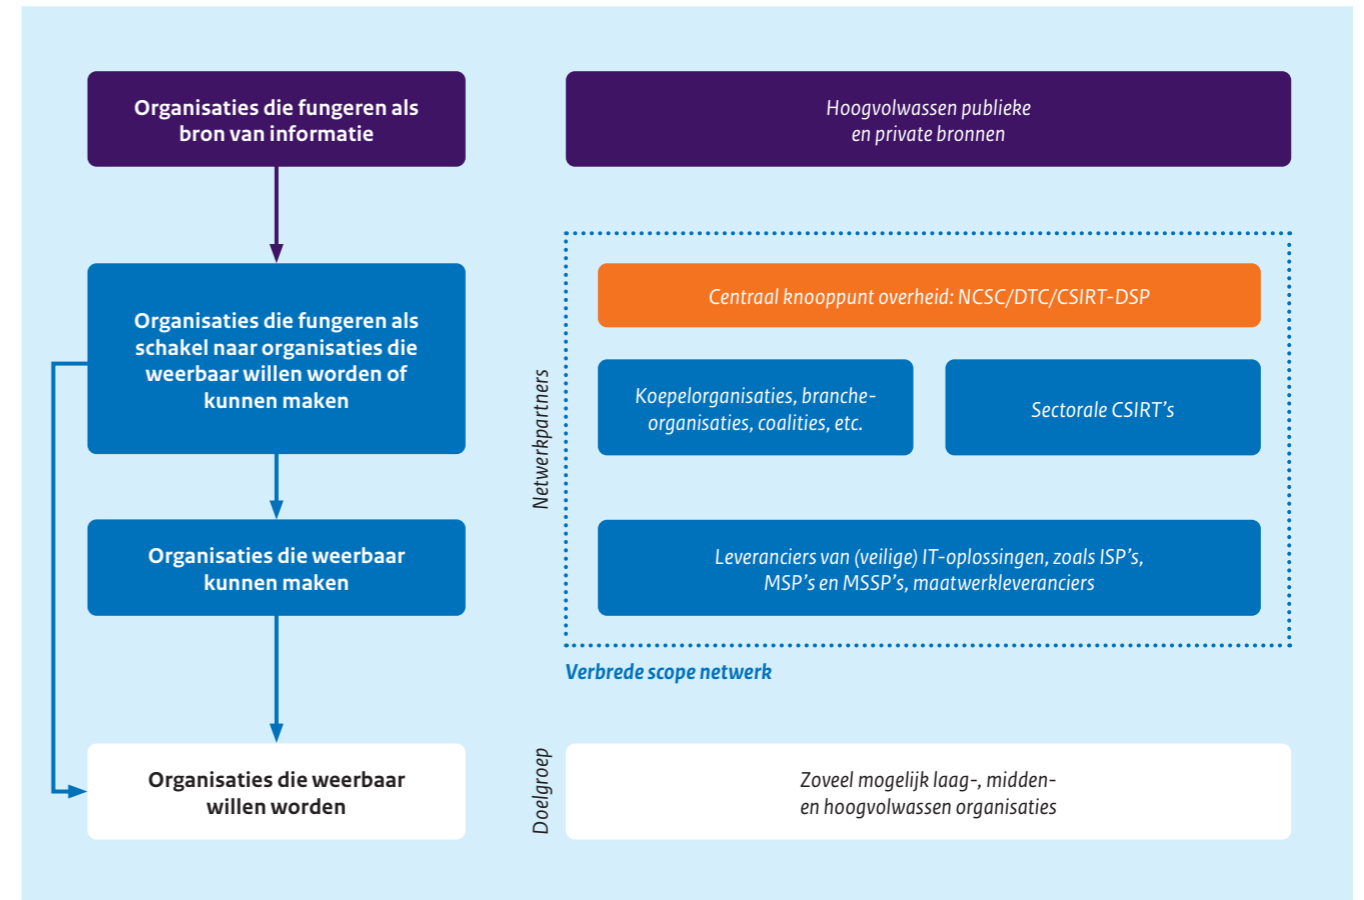 Organisaties die fungeren als
bron van informatie
Hoogvolwassen publieke
en private bronnen
Organisaties die fungeren als
schakel naar organisaties die
weerbaar willen worden of
kunnen maken
Netwerkpartners
Centraal knooppunt overheid: NCSC/DTC/CSIRT-DSP
Koepelorganisaties, branche-
organisaties, coalities, etc.
Sectorale CSIRT’s
Organisaties die weerbaar
kunnen maken
Leveranciers van (veilige) IT-oplossingen, zoals ISP’s,
MSP’s en MSSP’s, maatwerkleveranciers
Verbrede scope netwerk
Organisaties die weerbaar
willen worden
Doelgroep
Zoveel mogelijk laag-, midden-
en hoogvolwassen organisaties